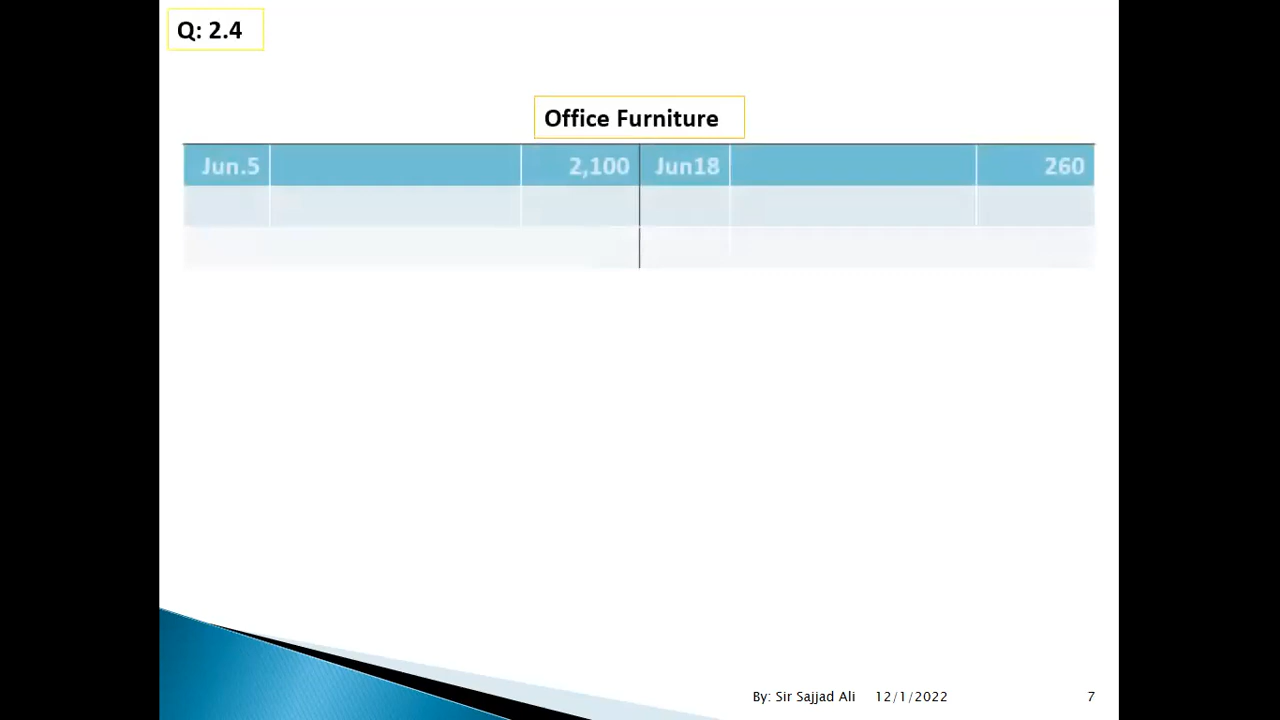 Q: 2.4
Office Furniture
Jun.5 2,100 Jun18 260
By: Sir Sajjad Ali 12/1/2022 7